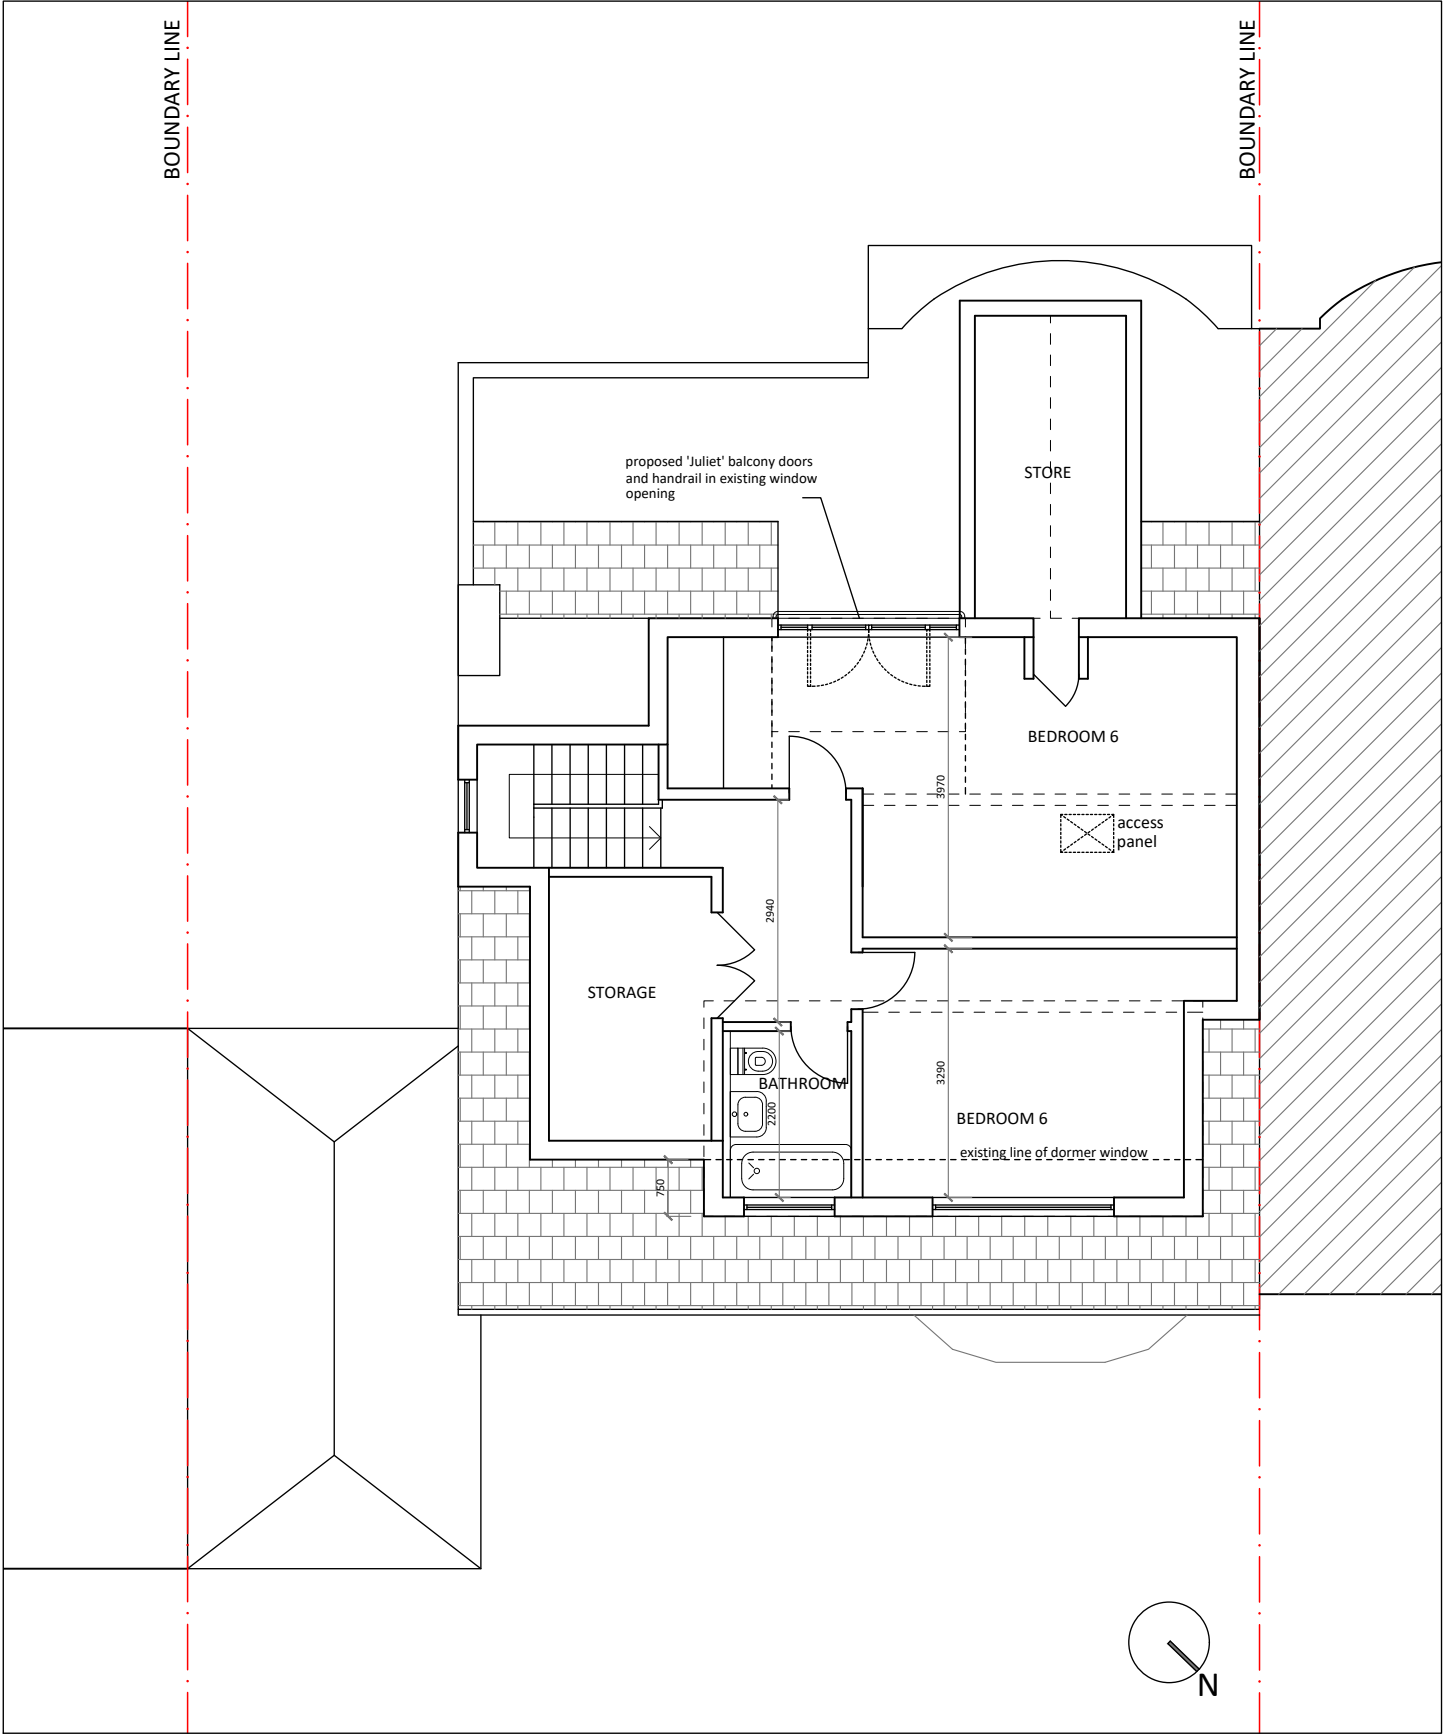 BOUNDARY LINE
BOUNDARY LINE
proposed 'Juliet' balcony doors
and handrail in existing window
opening
STORE
BEDROOM 6
3970
access
panel
2940
STORAGE
3290
BATHROOM
2200
BEDROOM 6
existing line of dormer window
750
N